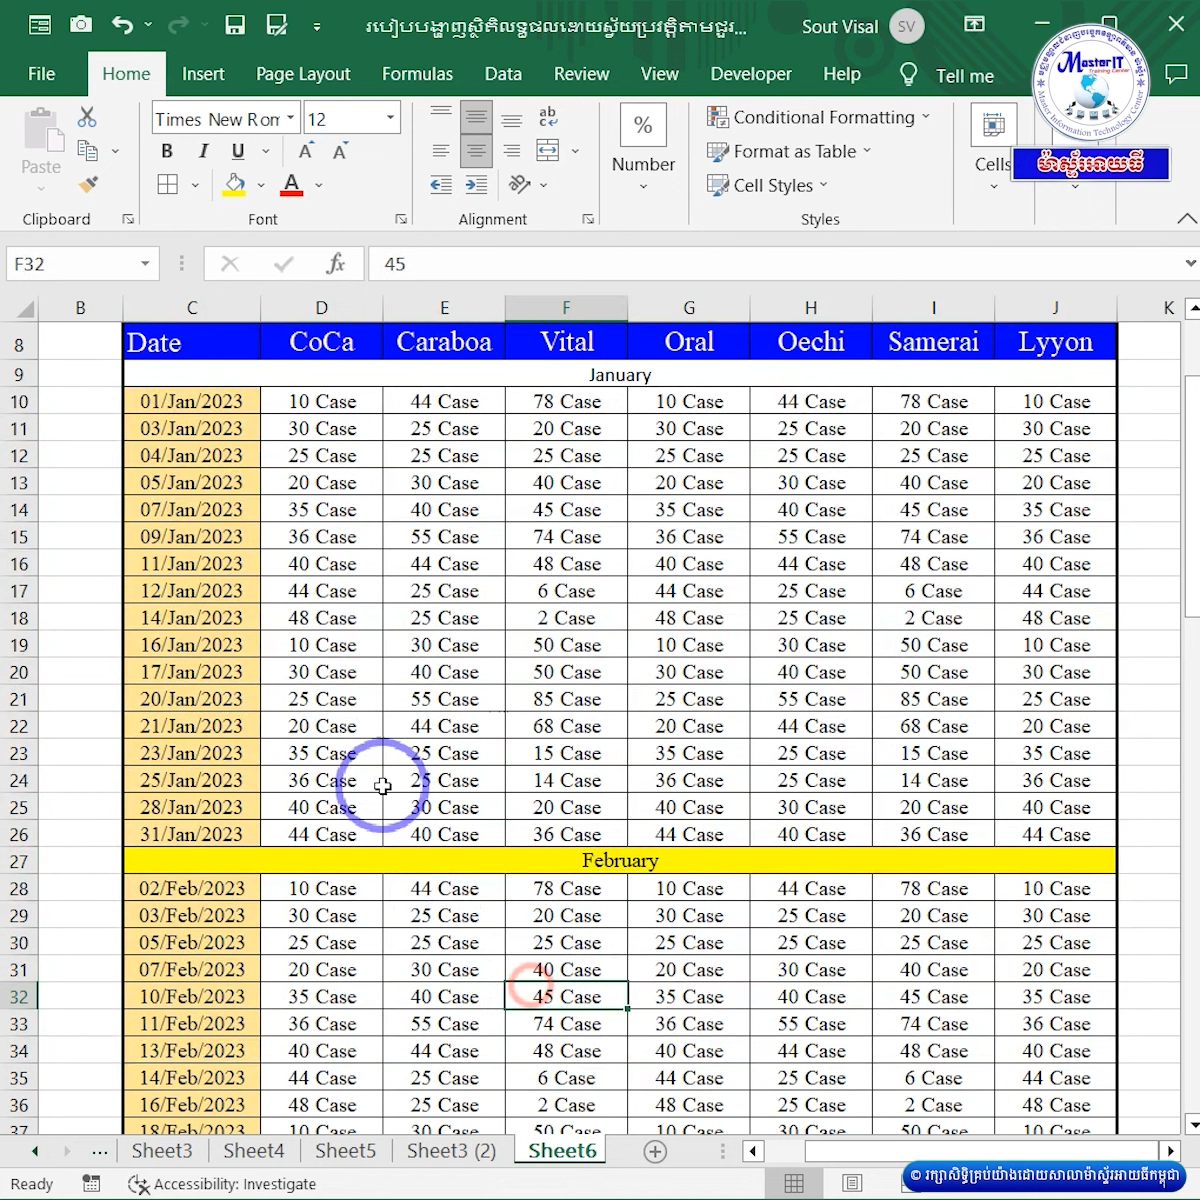 របៀបបង្ហាញស្ថិតិលទ្ធផលដោយស្វ័យប្រវត្តិតាមជួរ...
Sout Visal
SV
File Home Insert Page Layout Formulas Data Review View Developer Help Tell me
Master IT
Training Center
Master Information Technology Center
ម៉ាស្ទ័រអាយធី
Paste
Times New Ron 12
B I U A A
A
ab
%
Number
Conditional Formatting
Format as Table
Cell Styles
Cells
Clipboard Font Alignment Styles
F32 fx 45
B C D E F G H I J K
8 Date CoCa Caraboa Vital Oral Oechi Samerai Lyyon
9 January
10 01/Jan/2023 10 Case 44 Case 78 Case 10 Case 44 Case 78 Case 10 Case
11 03/Jan/2023 30 Case 25 Case 20 Case 30 Case 25 Case 20 Case 30 Case
12 04/Jan/2023 25 Case 25 Case 25 Case 25 Case 25 Case 25 Case 25 Case
13 05/Jan/2023 20 Case 30 Case 40 Case 20 Case 30 Case 40 Case 20 Case
14 07/Jan/2023 35 Case 40 Case 45 Case 35 Case 40 Case 45 Case 35 Case
15 09/Jan/2023 36 Case 55 Case 74 Case 36 Case 55 Case 74 Case 36 Case
16 11/Jan/2023 40 Case 44 Case 48 Case 40 Case 44 Case 48 Case 40 Case
17 12/Jan/2023 44 Case 25 Case 6 Case 44 Case 25 Case 6 Case 44 Case
18 14/Jan/2023 48 Case 25 Case 2 Case 48 Case 25 Case 2 Case 48 Case
19 16/Jan/2023 10 Case 30 Case 50 Case 10 Case 30 Case 50 Case 10 Case
20 17/Jan/2023 30 Case 40 Case 50 Case 30 Case 40 Case 50 Case 30 Case
21 20/Jan/2023 25 Case 55 Case 85 Case 25 Case 55 Case 85 Case 25 Case
22 21/Jan/2023 20 Case 44 Case 68 Case 20 Case 44 Case 68 Case 20 Case
23 23/Jan/2023 35 Case 25 Case 15 Case 35 Case 25 Case 15 Case 35 Case
24 25/Jan/2023 36 Case 25 Case 14 Case 36 Case 25 Case 14 Case 36 Case
25 28/Jan/2023 40 Case 30 Case 20 Case 40 Case 30 Case 20 Case 40 Case
26 31/Jan/2023 44 Case 40 Case 36 Case 44 Case 40 Case 36 Case 44 Case
27 February
28 02/Feb/2023 10 Case 44 Case 78 Case 10 Case 44 Case 78 Case 10 Case
29 03/Feb/2023 30 Case 25 Case 20 Case 30 Case 25 Case 20 Case 30 Case
30 05/Feb/2023 25 Case 25 Case 25 Case 25 Case 25 Case 25 Case 25 Case
31 07/Feb/2023 20 Case 30 Case 40 Case 20 Case 30 Case 40 Case 20 Case
32 10/Feb/2023 35 Case 40 Case 45 Case 35 Case 40 Case 45 Case 35 Case
33 11/Feb/2023 36 Case 55 Case 74 Case 36 Case 55 Case 74 Case 36 Case
34 13/Feb/2023 40 Case 44 Case 48 Case 40 Case 44 Case 48 Case 40 Case
35 14/Feb/2023 44 Case 25 Case 6 Case 44 Case 25 Case 6 Case 44 Case
36 16/Feb/2023 48 Case 25 Case 2 Case 48 Case 25 Case 2 Case 48 Case
37 18/Feb/2023 10 Case 30 Case 50 Case 10 Case 30 Case 50 Case 10 Case
... Sheet3 Sheet4 Sheet5 Sheet3 (2) Sheet6
Ready Accessibility: Investigate
© រក្សាសិទ្ធិគ្រប់យ៉ាងដោយសាលាម៉ាស្ទ័រអាយធីកម្ពុជា